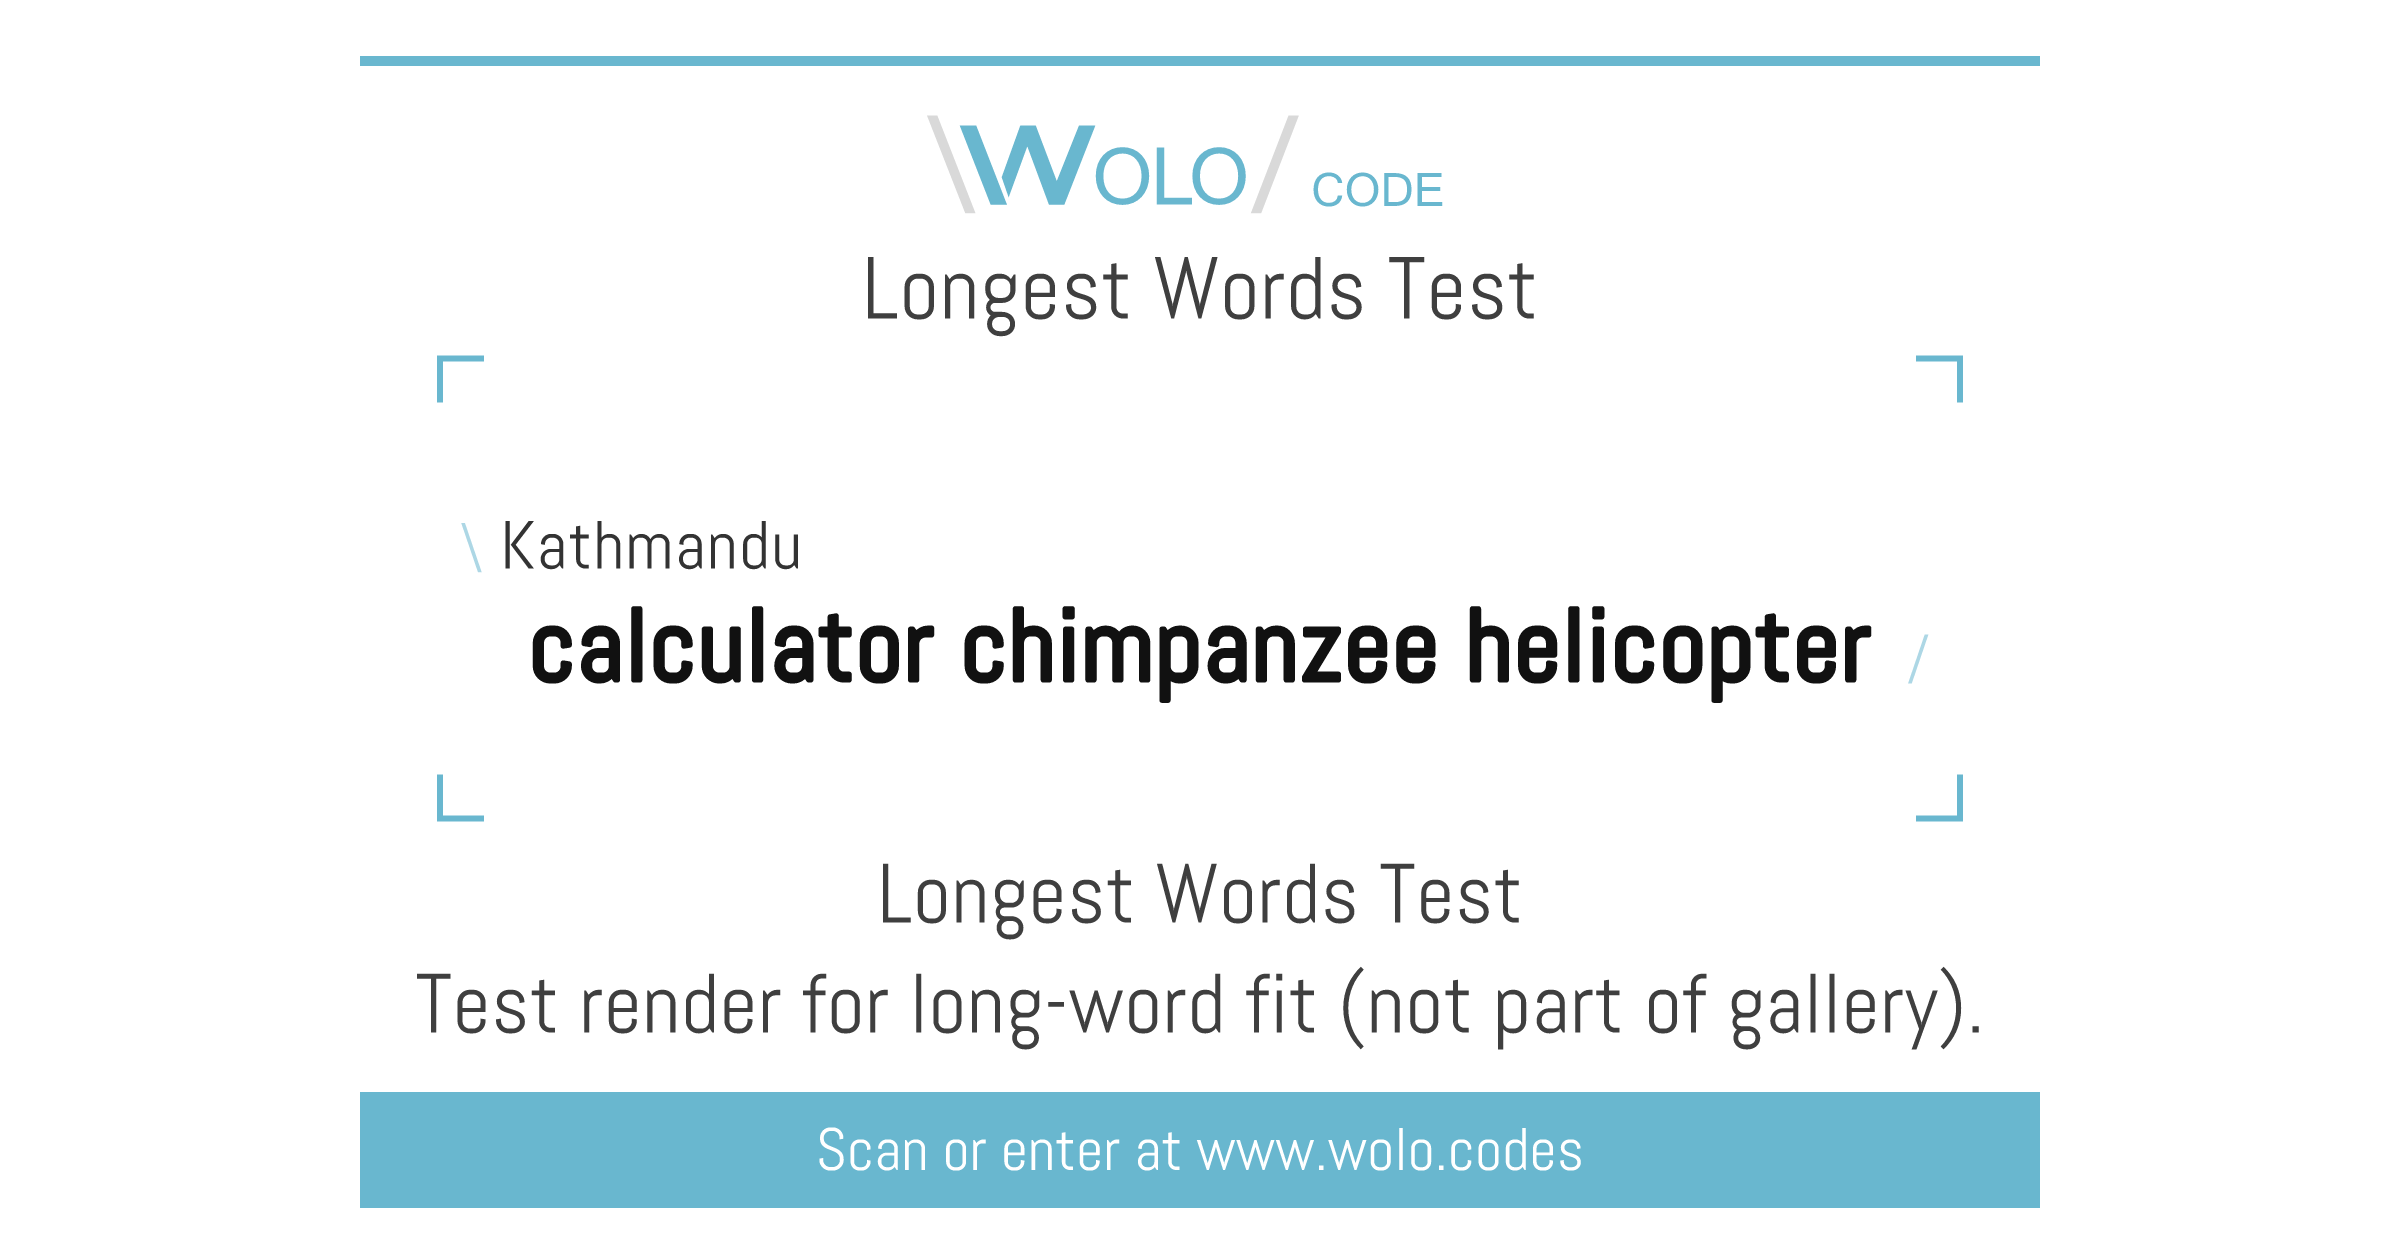 \WOLO/ CODE
Longest Words Test
\ Kathmandu
calculator chimpanzee helicopter /
Longest Words Test
Test render for long-word fit (not part of gallery).
Scan or enter at www.wolo.codes